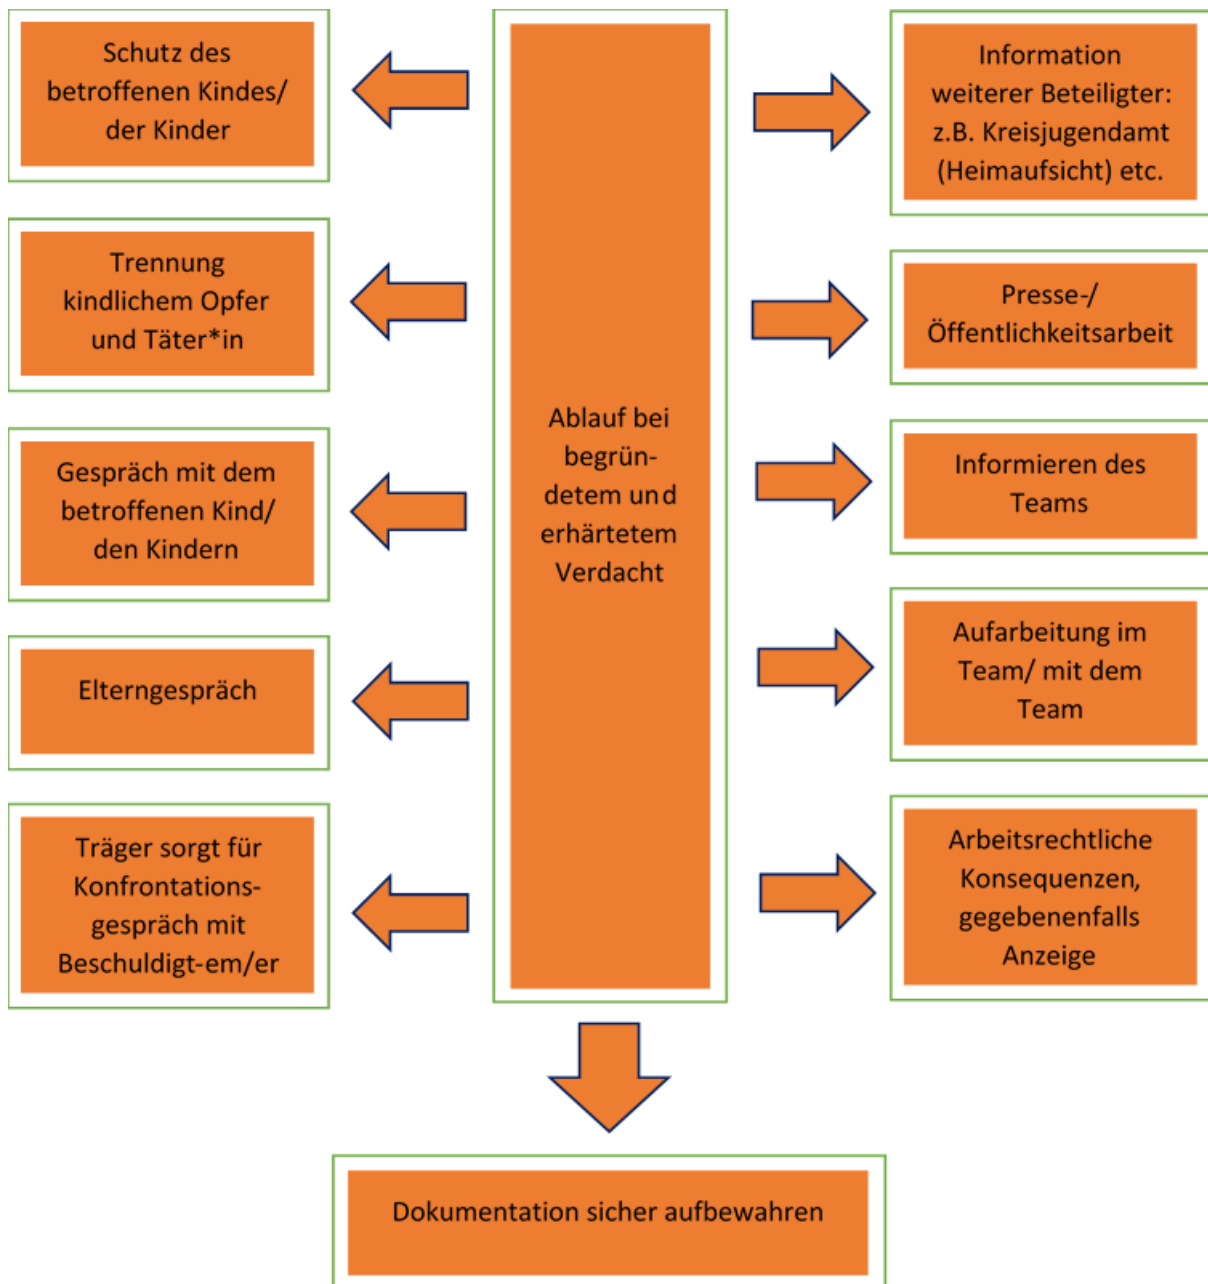 Schutz des
betroffenen Kindes/
der Kinder
Trennung
kindlichem Opfer
und Täter*in
Gespräch mit dem
betroffenen Kind/
den Kindern
Elterngespräch
Träger sorgt für
Konfrontations-
gespräch mit
Beschuldigt-em/er
Ablauf bei
begrün-
detem und
erhärtetem
Verdacht
Information
weiterer Beteiligter:
z.B. Kreisjugendamt
(Heimaufsicht) etc.
Presse-/
Öffentlichkeitsarbeit
Informieren des
Teams
Aufarbeitung im
Team/ mit dem
Team
Arbeitsrechtliche
Konsequenzen,
gegebenenfalls
Anzeige
Dokumentation sicher aufbewahren